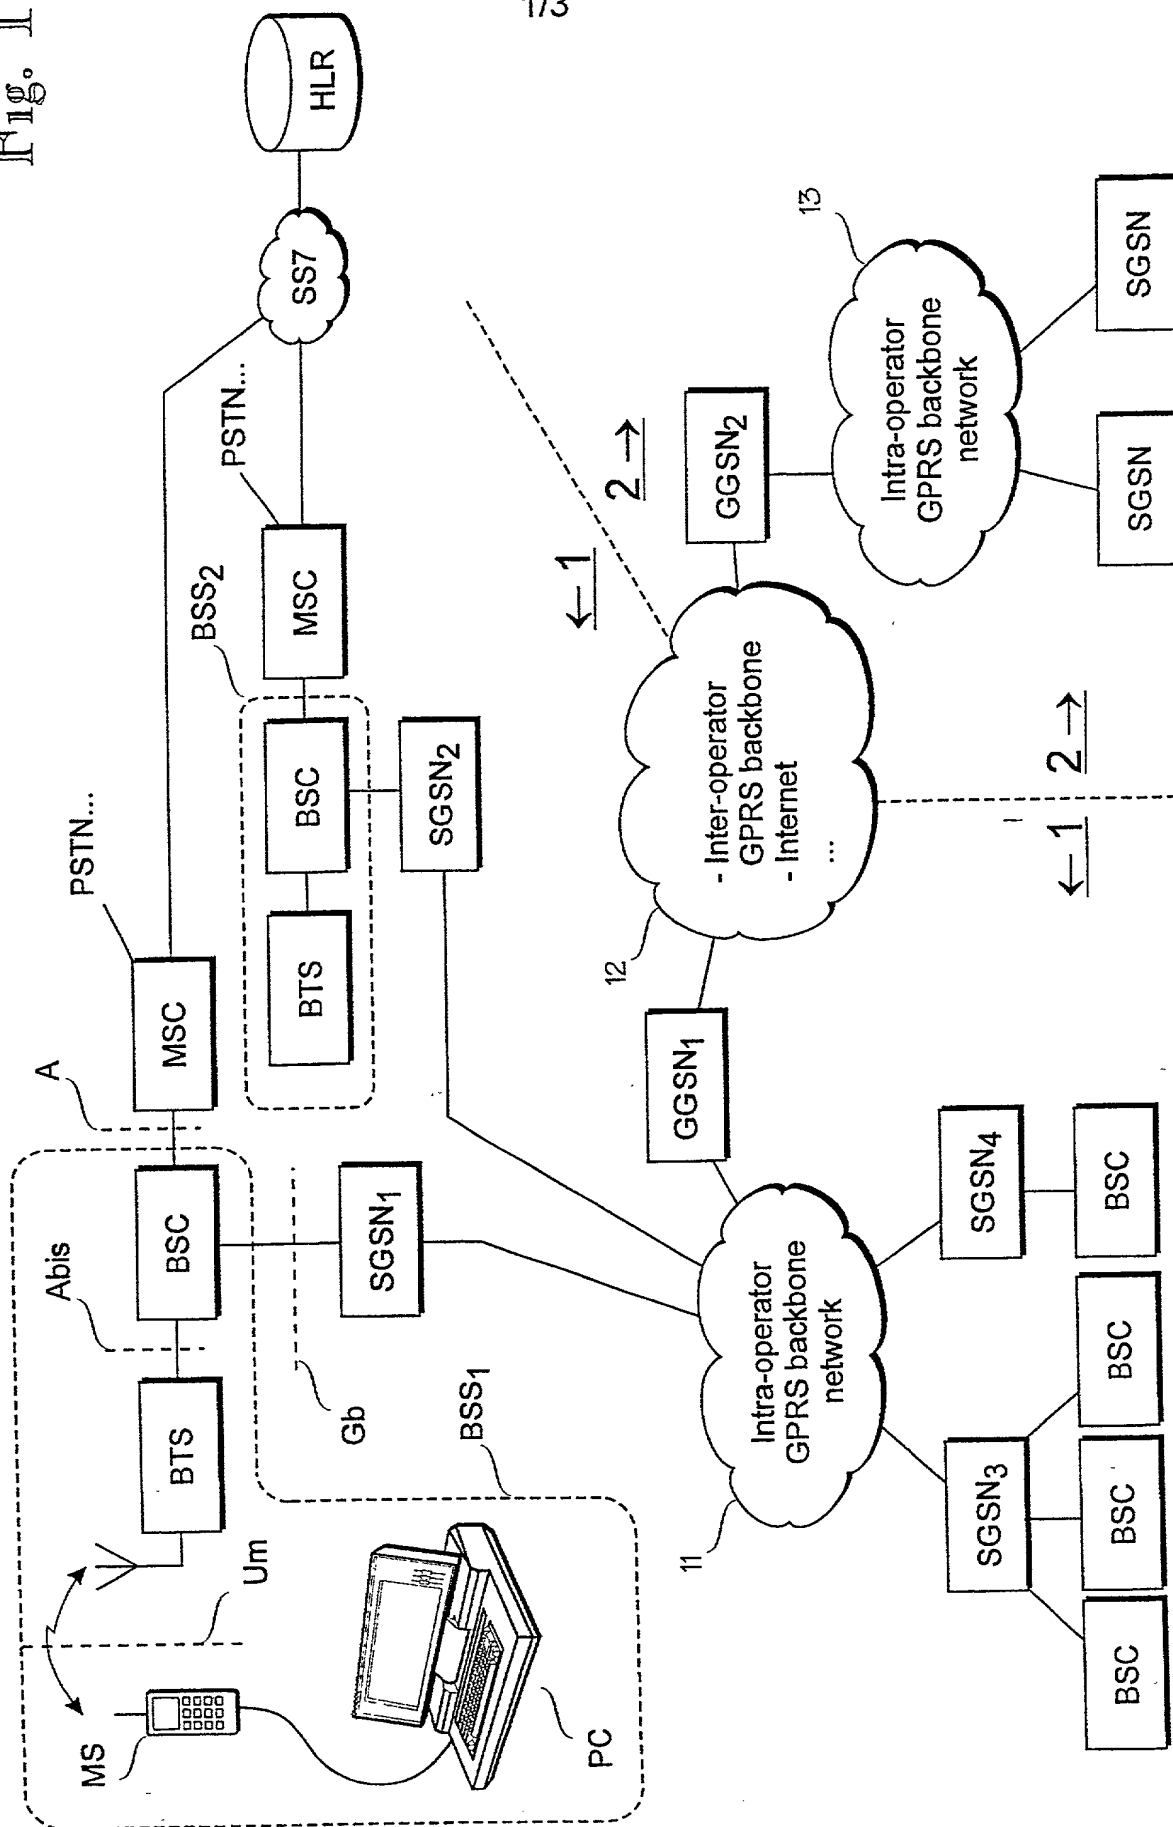 1/3
Fig. 1
MS
PC
Um
BTS
Abis
BSC
A
MSC
PSTN...
Gb
BSS1
SGSN1
BTS
BSC
BSS2
MSC
PSTN...
SGSN2
SS7
HLR
11
Intra-operator
GPRS backbone
network
GGSN1
12
- Inter-operator
GPRS backbone
- Internet
...
←1
2→
GGSN2
13
Intra-operator
GPRS backbone
network
SGSN
SGSN
←1
2→
SGSN3
SGSN4
BSC
BSC
BSC
BSC